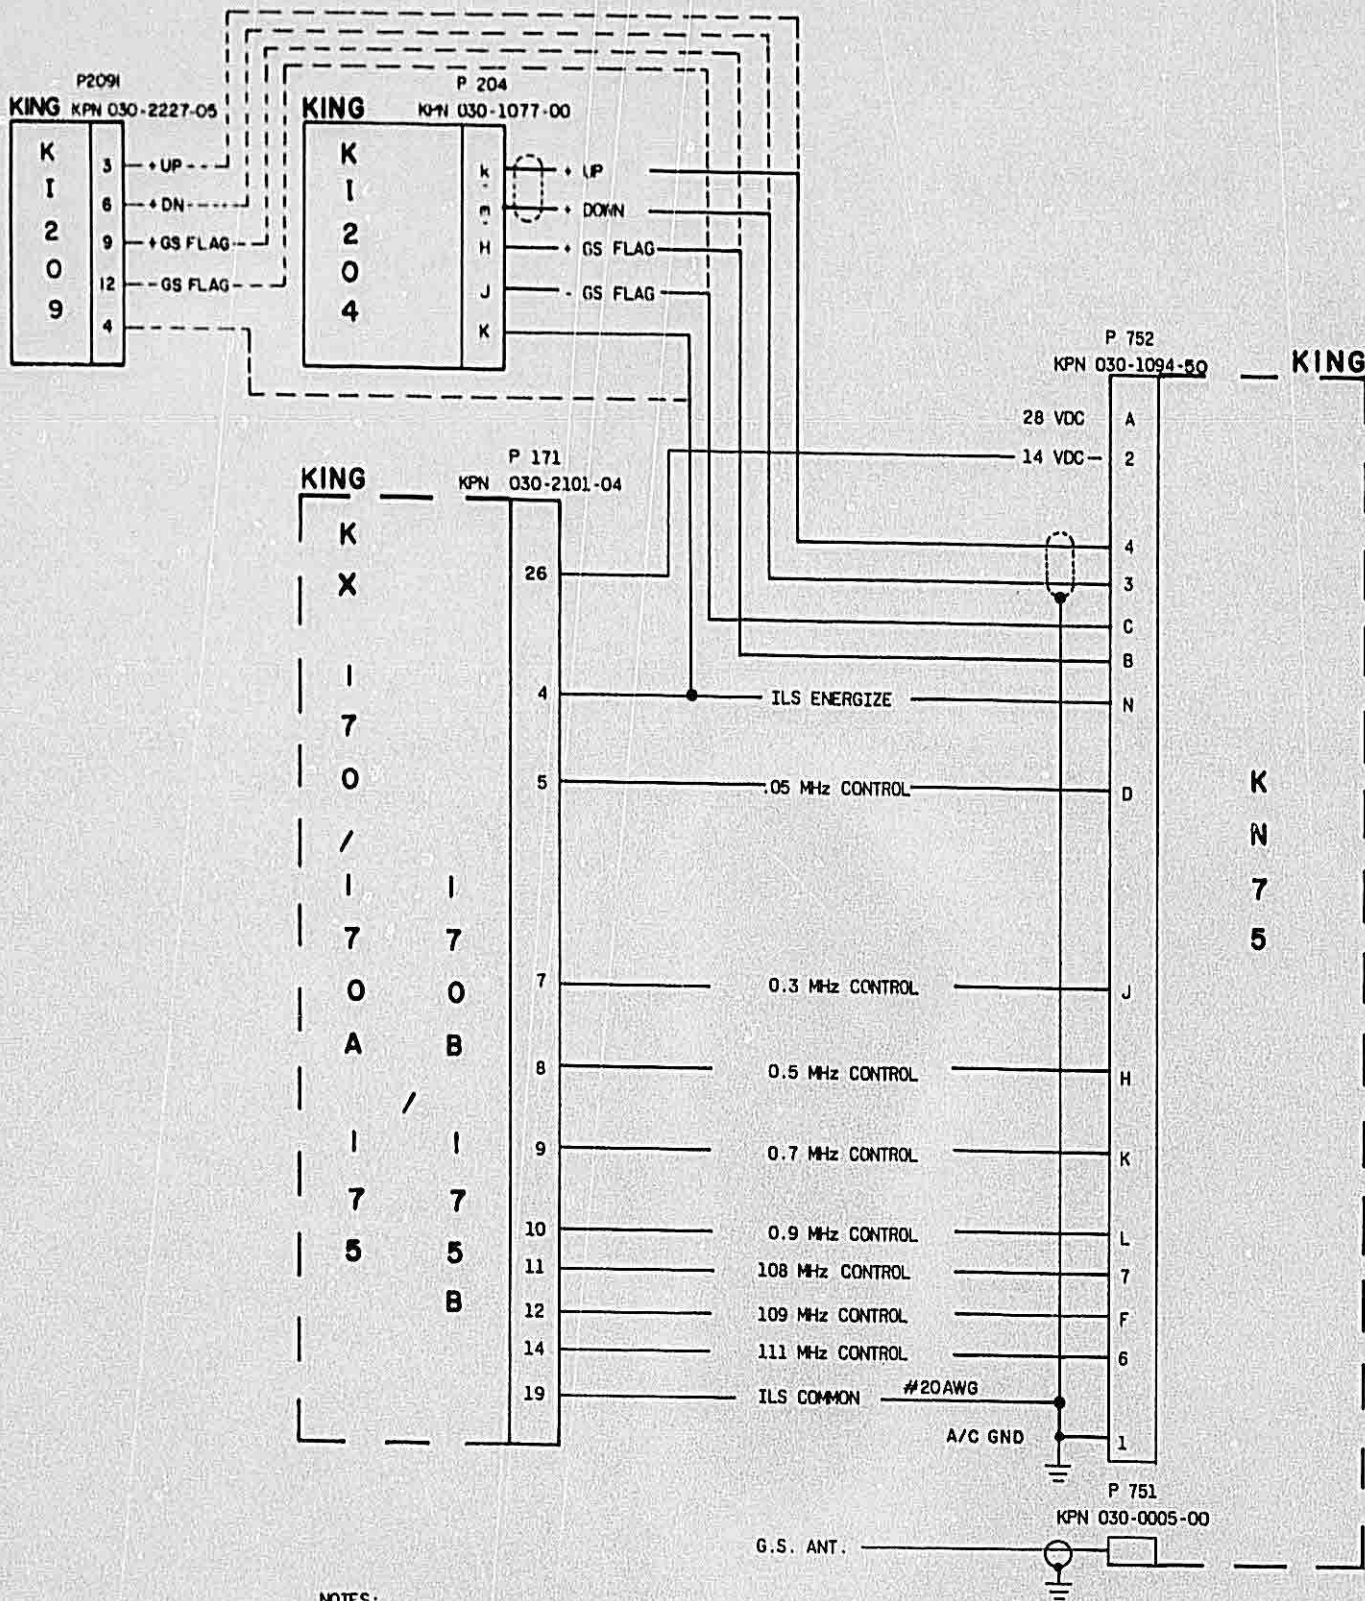 P2091
KING KPN 030-2227-05
K
I
2
0
9
3 +UP
6 +DN
9 +GS FLAG
12 -GS FLAG
4
P 204
KING KPN 030-1077-00
K
I
2
0
4
k + UP
m + DOWN
H + GS FLAG
J - GS FLAG
K
P 752
KPN 030-1094-50
KING
28 VDC A
14 VDC 2
4
3
C
B
N
D
J
H
K
L
7
F
6
1
K
N
7
5
P 171
KING KPN 030-2101-04
K
X
1
7
0
/
1
7
0
A
/
1
7
5
1
7
0
B
1
7
5
B
26
4 ILS ENERGIZE
5 .05 MHz CONTROL
7 0.3 MHz CONTROL
8 0.5 MHz CONTROL
9 0.7 MHz CONTROL
10 0.9 MHz CONTROL
11 108 MHz CONTROL
12 109 MHz CONTROL
14 111 MHz CONTROL
19 ILS COMMON #20AWG
A/C GND
P 751
KPN 030-0005-00
G.S. ANT.
NOTES: